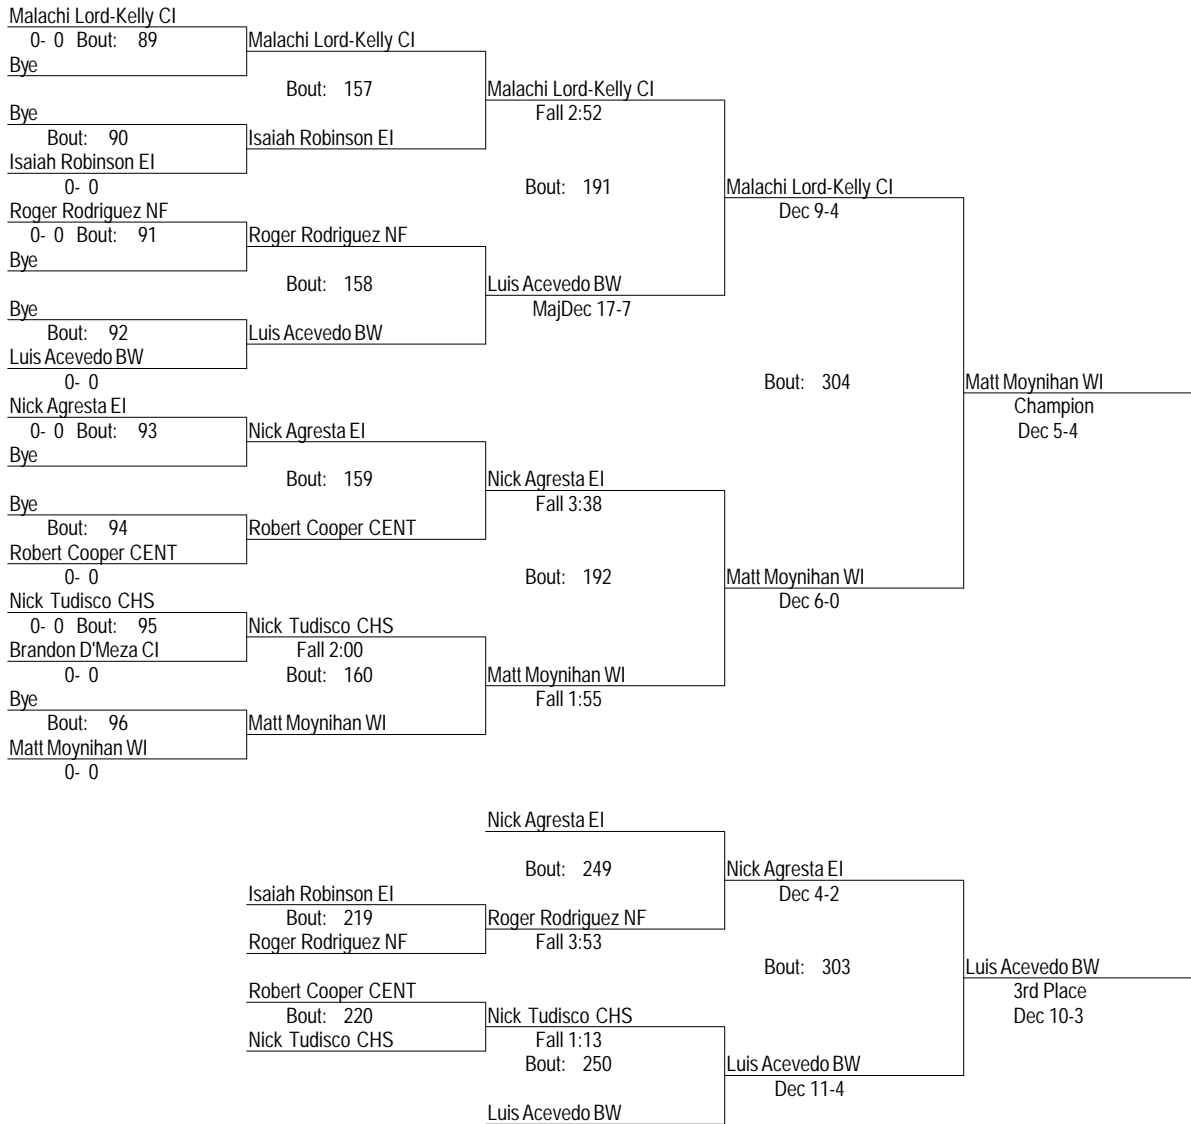 Malachi Lord-Kelly CI
0- 0 Bout: 89
Malachi Lord-Kelly CI
Bye
Bout: 157
Malachi Lord-Kelly CI
Fall 2:52
Bye
Bout: 90
Isaiah Robinson EI
Isaiah Robinson EI
0- 0
Bout: 191
Malachi Lord-Kelly CI
Dec 9-4
Roger Rodriguez NF
0- 0 Bout: 91
Roger Rodriguez NF
Bye
Bout: 158
Luis Acevedo BW
MajDec 17-7
Bye
Bout: 92
Luis Acevedo BW
Luis Acevedo BW
0- 0
Bout: 304
Matt Moynihan WI
Champion
Dec 5-4
Nick Agresta EI
0- 0 Bout: 93
Nick Agresta EI
Bye
Bout: 159
Nick Agresta EI
Fall 3:38
Bye
Bout: 94
Robert Cooper CENT
Robert Cooper CENT
0- 0
Bout: 192
Matt Moynihan WI
Dec 6-0
Nick Tudisco CHS
0- 0 Bout: 95
Nick Tudisco CHS
Brandon D'Meza CI
Fall 2:00
0- 0
Bout: 160
Matt Moynihan WI
Fall 1:55
Bye
Bout: 96
Matt Moynihan WI
Matt Moynihan WI
0- 0
Nick Agresta EI
Bout: 249
Nick Agresta EI
Dec 4-2
Isaiah Robinson EI
Bout: 219
Roger Rodriguez NF
Roger Rodriguez NF
Fall 3:53
Bout: 303
Luis Acevedo BW
3rd Place
Dec 10-3
Robert Cooper CENT
Bout: 220
Nick Tudisco CHS
Nick Tudisco CHS
Fall 1:13
Bout: 250
Luis Acevedo BW
Dec 11-4
Luis Acevedo BW